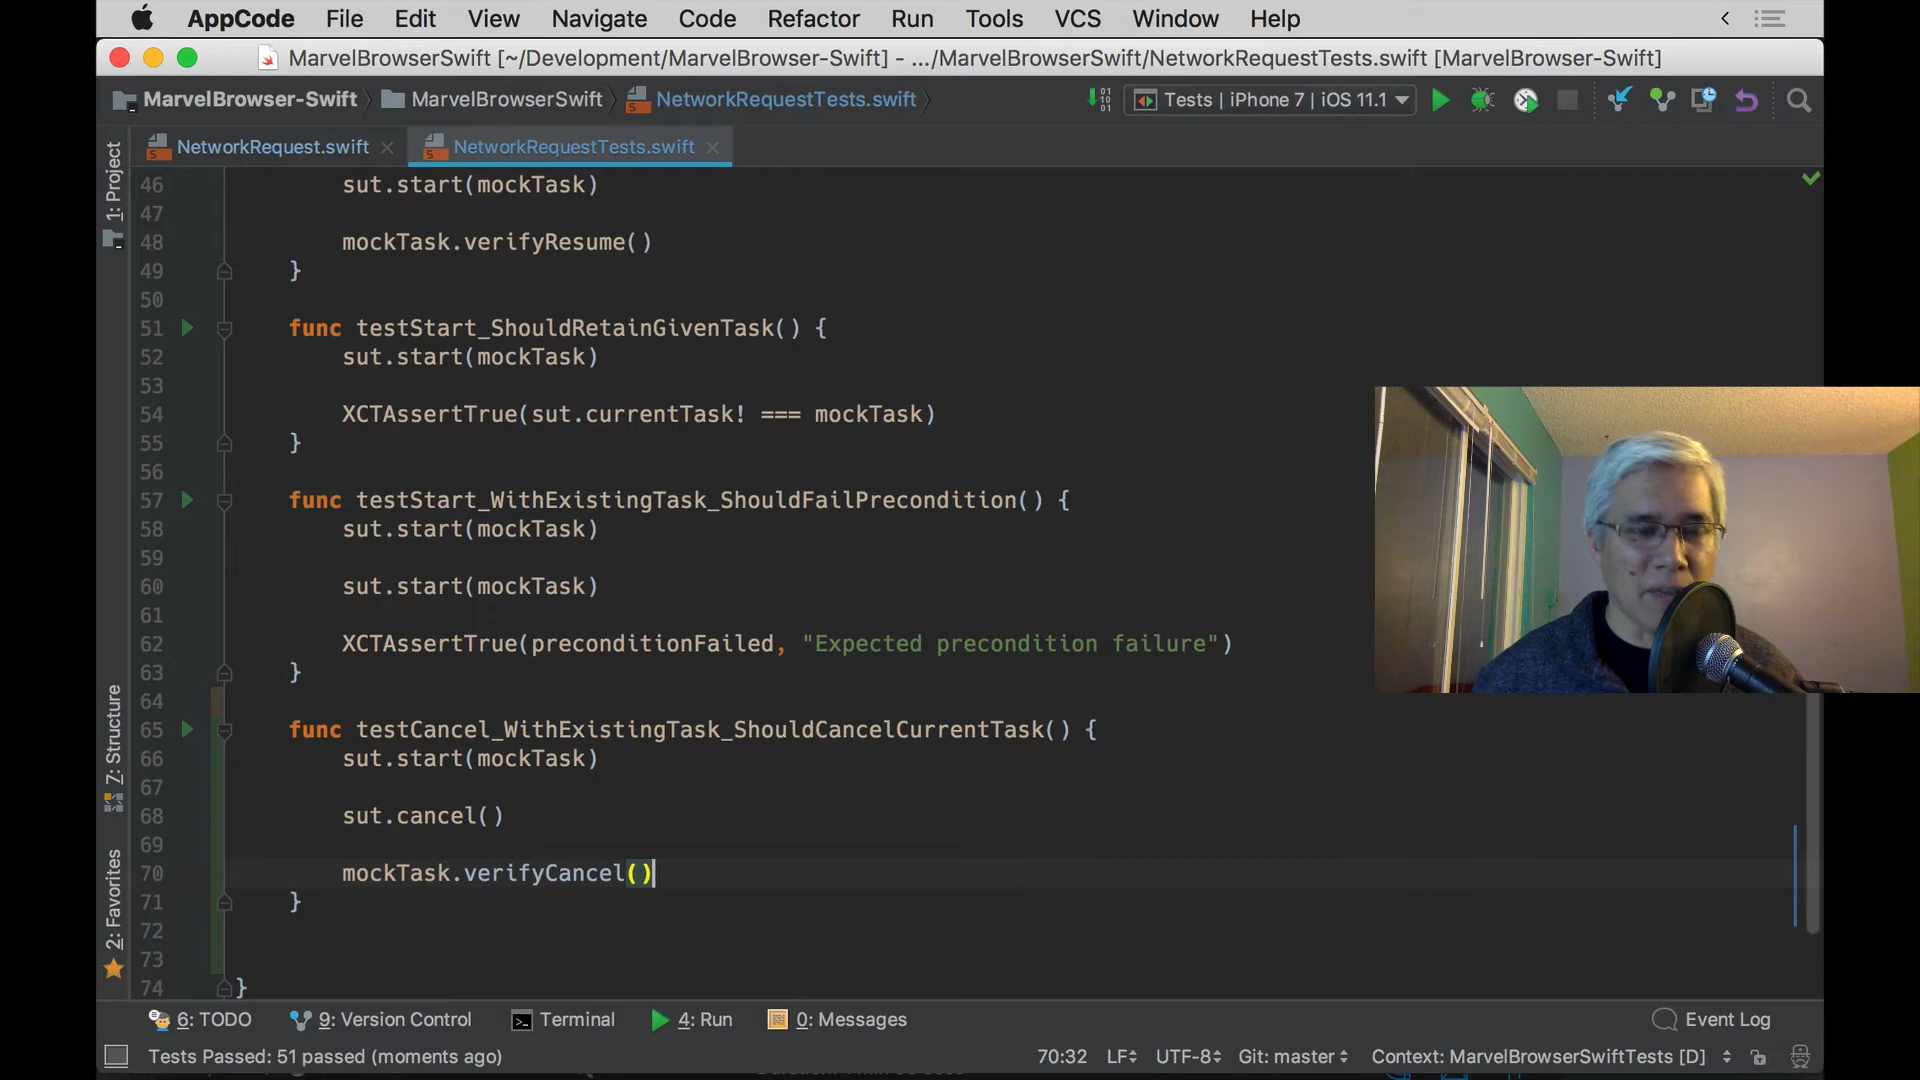 AppCode File Edit View Navigate Code Refactor Run Tools VCS Window Help
MarvelBrowserSwift [~/Development/MarvelBrowser-Swift] - .../MarvelBrowserSwift/NetworkRequestTests.swift [MarvelBrowser-Swift]
MarvelBrowser-Swift MarvelBrowserSwift NetworkRequestTests.swift Tests | iPhone 7 | iOS 11.1
NetworkRequest.swift NetworkRequestTests.swift
1: Project
7: Structure
2: Favorites
46 sut.start(mockTask)
47
48 mockTask.verifyResume()
49 }
50
51 func testStart_ShouldRetainGivenTask() {
52 sut.start(mockTask)
53
54 XCTAssertTrue(sut.currentTask! === mockTask)
55 }
56
57 func testStart_WithExistingTask_ShouldFailPrecondition() {
58 sut.start(mockTask)
59
60 sut.start(mockTask)
61
62 XCTAssertTrue(preconditionFailed, "Expected precondition failure")
63 }
64
65 func testCancel_WithExistingTask_ShouldCancelCurrentTask() {
66 sut.start(mockTask)
67
68 sut.cancel()
69
70 mockTask.verifyCancel()
71 }
72
73
74 }
6: TODO 9: Version Control Terminal 4: Run 0: Messages Event Log
Tests Passed: 51 passed (moments ago) 70:32 LF UTF-8 Git: master Context: MarvelBrowserSwiftTests [D]